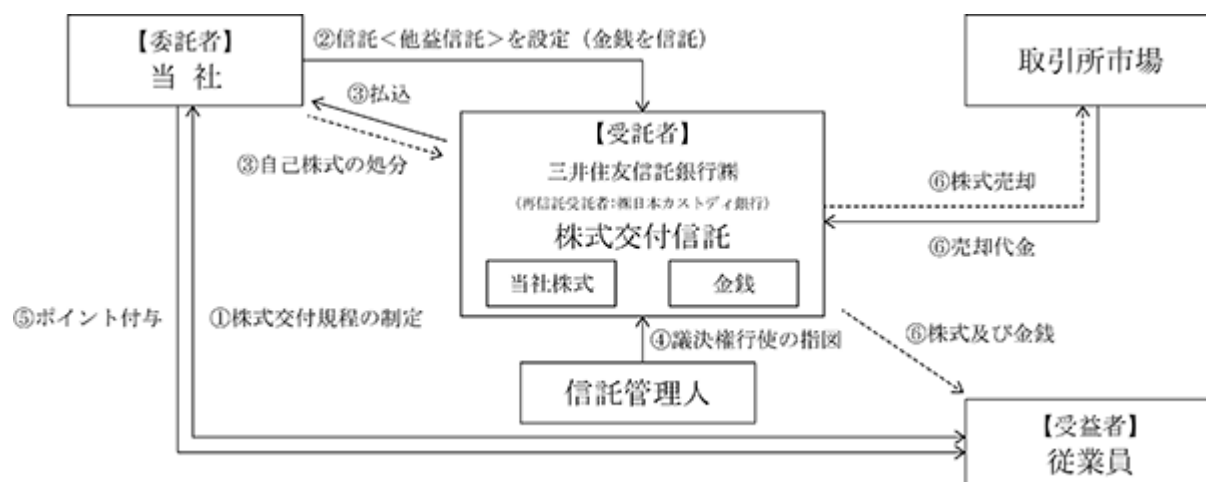 【委託者】
当 社
②信託<他益信託>を設定(金銭を信託)
取引所市場
③払込
③自己株式の処分
【受託者】
三井住友信託銀行㈱
(再信託受託者:㈱日本カストディ銀行)
株式交付信託
当社株式
金銭
⑥株式売却
⑥売却代金
⑤ポイント付与
①株式交付規程の制定
④議決権行使の指図
⑥株式及び金銭
信託管理人
【受益者】
従業員